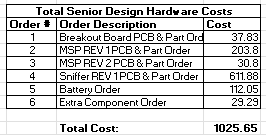 Total Senior Design Hardware Costs
Order # Order Description Cost
1 Breakout Board PCB & Part Ord 37.83
2 MSP REV 1 PCB & Part Order 203.8
3 MSP REV 2 PCB & Part Order 30.8
4 Sniffer REV 1 PCB & Part Order 611.88
5 Battery Order 112.05
6 Extra Component Order 29.29
Total Cost: 1025.65